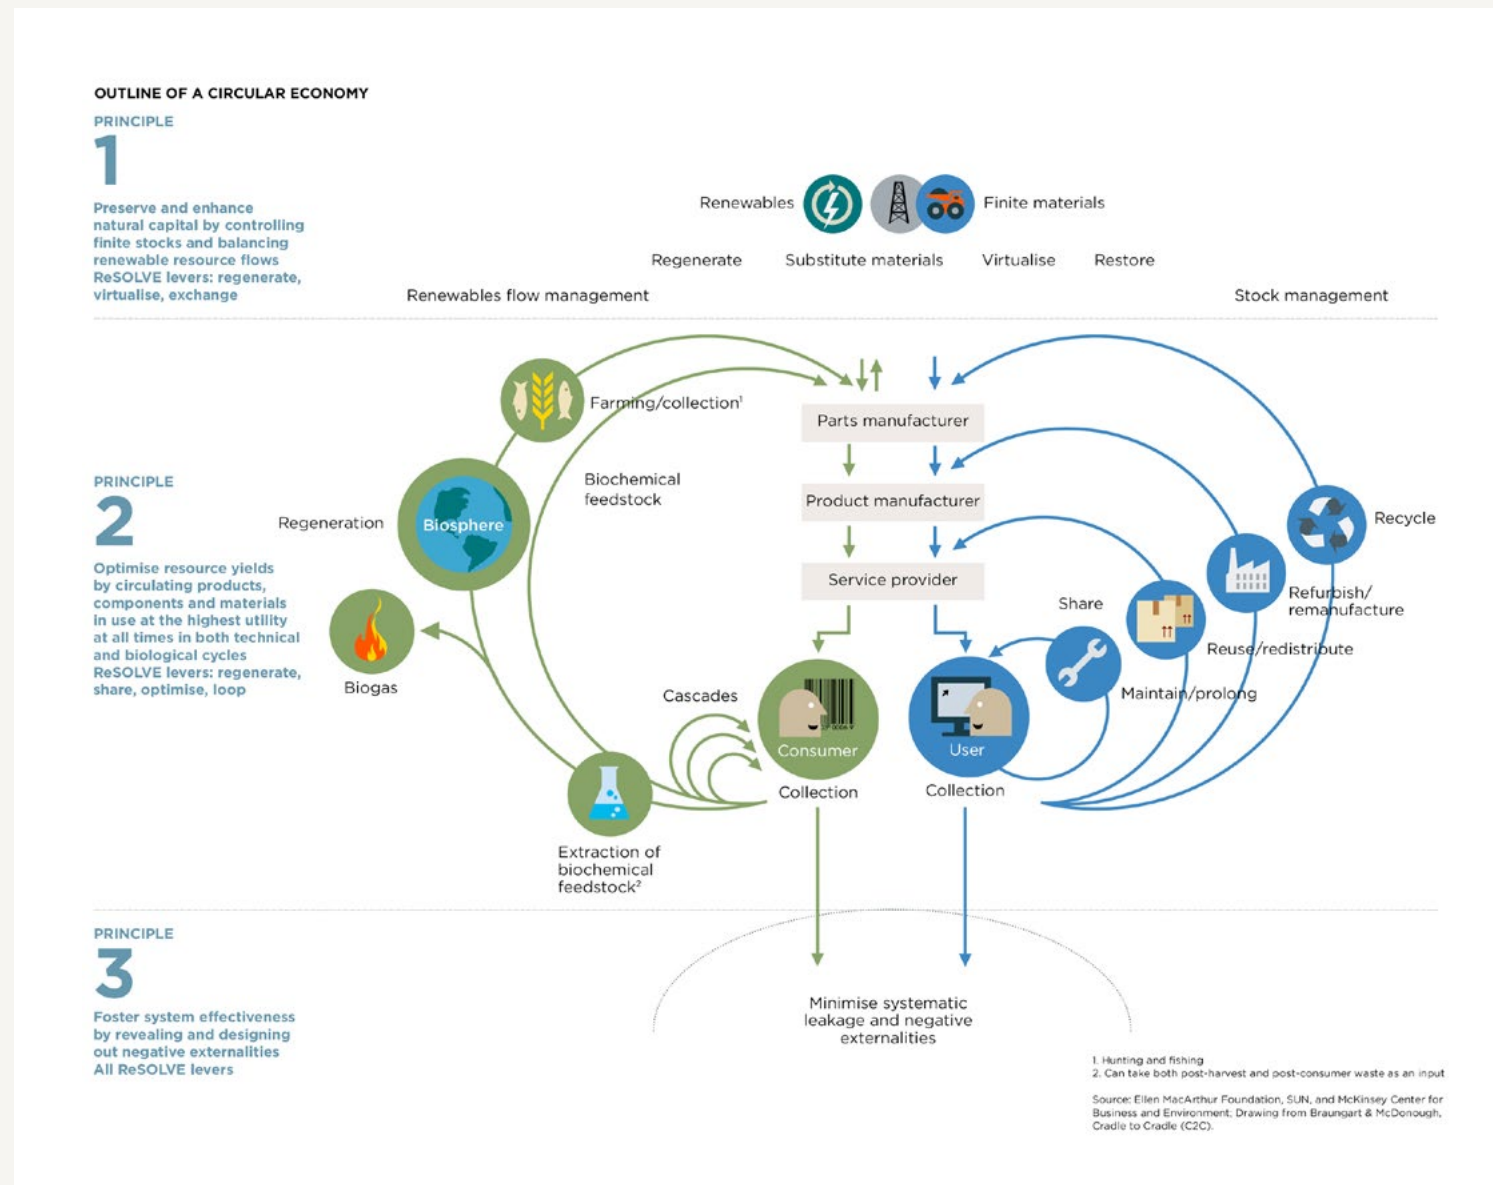 OUTLINE OF A CIRCULAR ECONOMY
PRINCIPLE
1
Preserve and enhance
natural capital by controlling
finite stocks and balancing
renewable resource flows
ReSOLVE levers: regenerate,
virtualise, exchange
Renewables
Finite materials
Regenerate
Substitute materials
Virtualise
Restore
Renewables flow management
Stock management
PRINCIPLE
2
Optimise resource yields
by circulating products,
components and materials
in use at the highest utility
at all times in both technical
and biological cycles
ReSOLVE levers: regenerate,
share, optimise, loop
Farming/collection¹
Biochemical
feedstock
Regeneration
Biosphere
Biogas
Cascades
Extraction of
biochemical
feedstock²
Parts manufacturer
Product manufacturer
Service provider
Consumer
Collection
User
Collection
Share
Maintain/prolong
Reuse/redistribute
Refurbish/
remanufacture
Recycle
PRINCIPLE
3
Foster system effectiveness
by revealing and designing
out negative externalities
All ReSOLVE levers
Minimise systematic
leakage and negative
externalities
1. Hunting and fishing
2. Can take both post-harvest and post-consumer waste as an input
Source: Ellen MacArthur Foundation, SUN, and McKinsey Center for
Business and Environment; Drawing from Braungart & McDonough,
Cradle to Cradle (C2C).